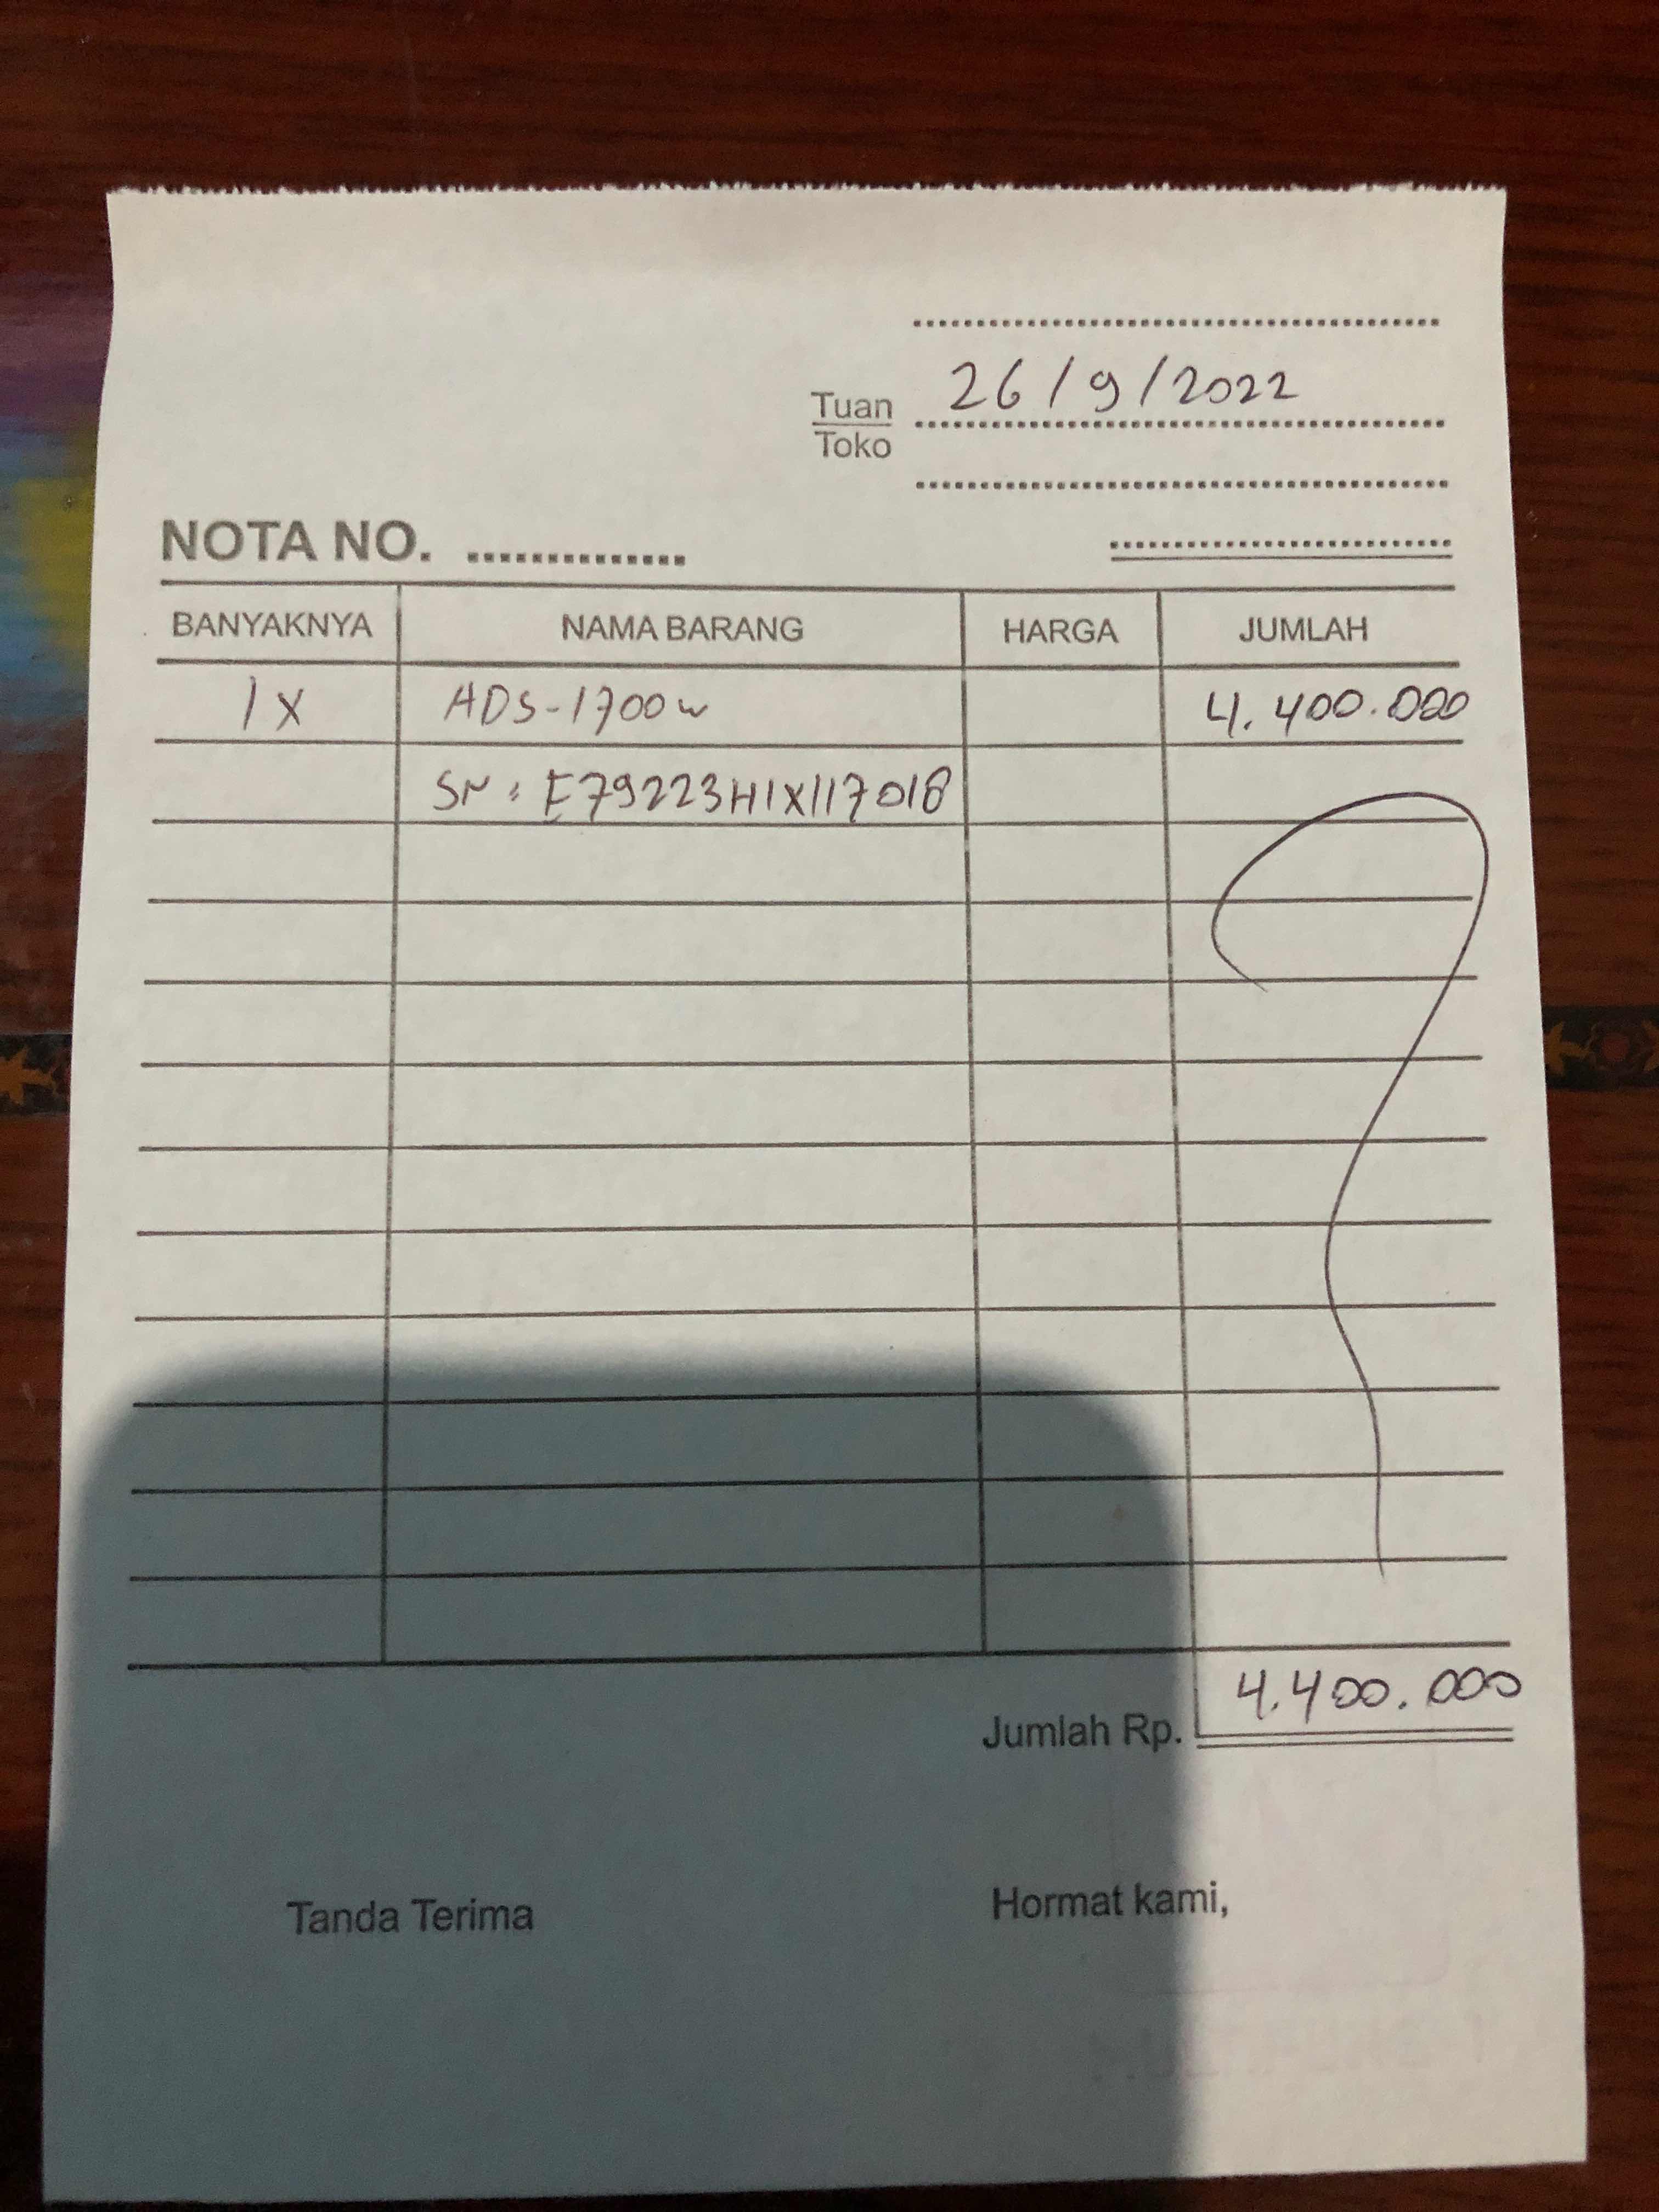 26/9/2022
Tuan
Toko
NOTA NO. ..............
BANYAKNYA NAMA BARANG HARGA JUMLAH
1 X ADS-1700w 4.400.000
SN : E79223H1X117018
Jumlah Rp. 4.400.000
Tanda Terima Hormat kami,